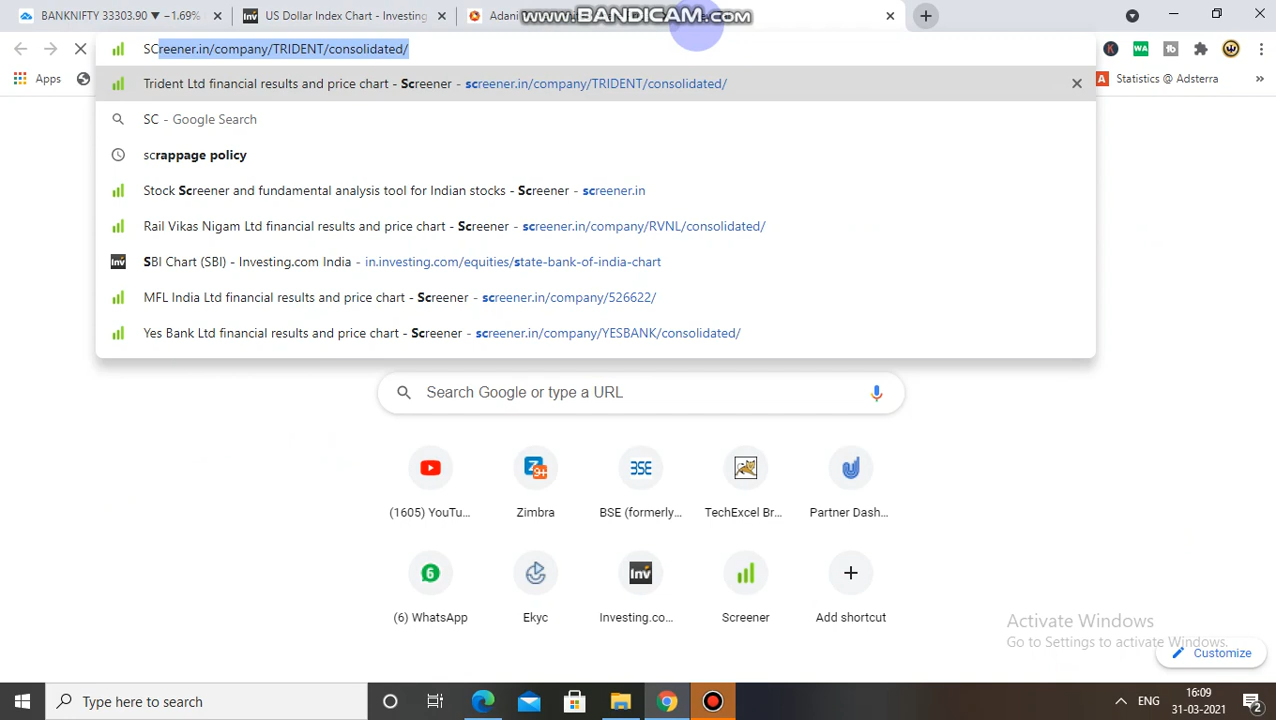 BANKNIFTY 33303.90 ▼ −1.69%
US Dollar Index Chart - Investing
Adani
www.BANDICAM.com
SCreener.in/company/TRIDENT/consolidated/
Apps
Statistics @ Adsterra
Trident Ltd financial results and price chart - Screener - screener.in/company/TRIDENT/consolidated/
SC - Google Search
scrappage policy
Stock Screener and fundamental analysis tool for Indian stocks - Screener - screener.in
Rail Vikas Nigam Ltd financial results and price chart - Screener - screener.in/company/RVNL/consolidated/
SBI Chart (SBI) - Investing.com India - in.investing.com/equities/state-bank-of-india-chart
MFL India Ltd financial results and price chart - Screener - screener.in/company/526622/
Yes Bank Ltd financial results and price chart - Screener - screener.in/company/YESBANK/consolidated/
Search Google or type a URL
(1605) YouTu...
Zimbra
BSE (formerly...
TechExcel Br...
Partner Dash...
(6) WhatsApp
Ekyc
Investing.co...
Screener
Add shortcut
Activate Windows
Go to Settings to activate Windows.
Customize
Type here to search
ENG
16:09
31-03-2021